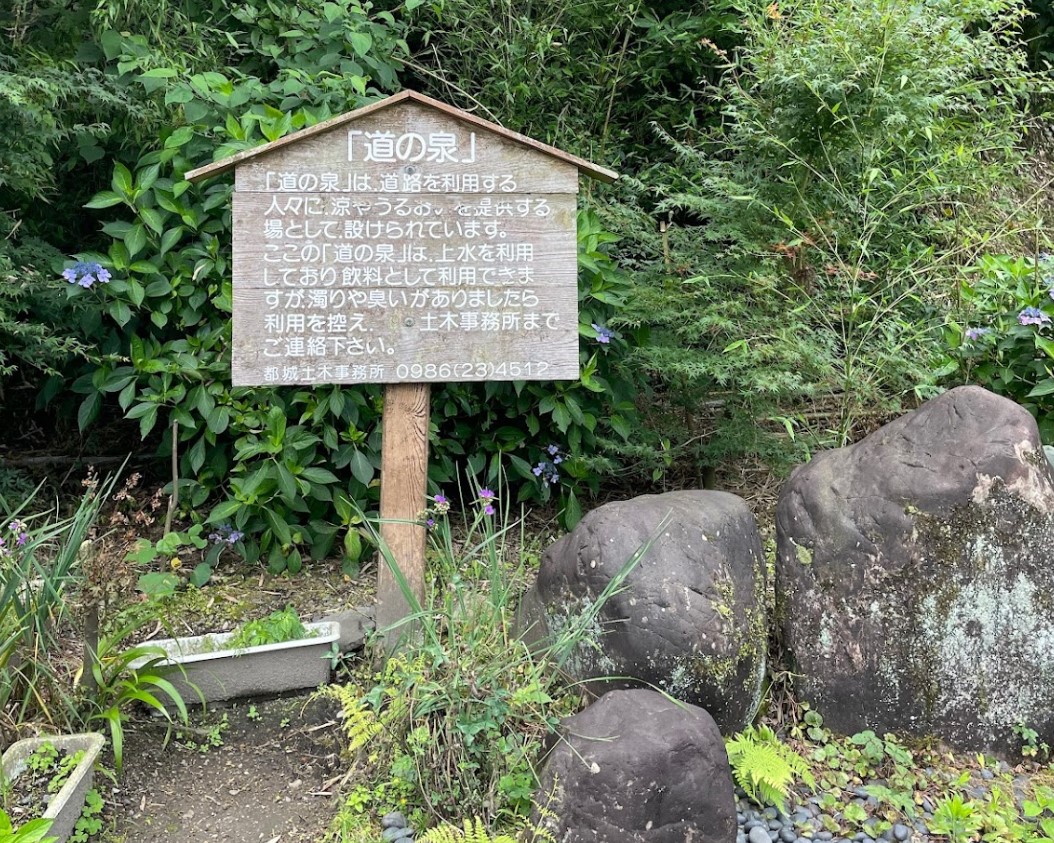 「道の泉」
「道の泉」は、道路を利用する
人々に、涼やうるおいを提供する
場として、設けられています。
ここの「道の泉」は、上水を利用
しており飲料として利用できま
すが、濁りや臭いがありましたら
利用を控え、土木事務所まで
ご連絡下さい。
都城土木事務所 0986(23)4512